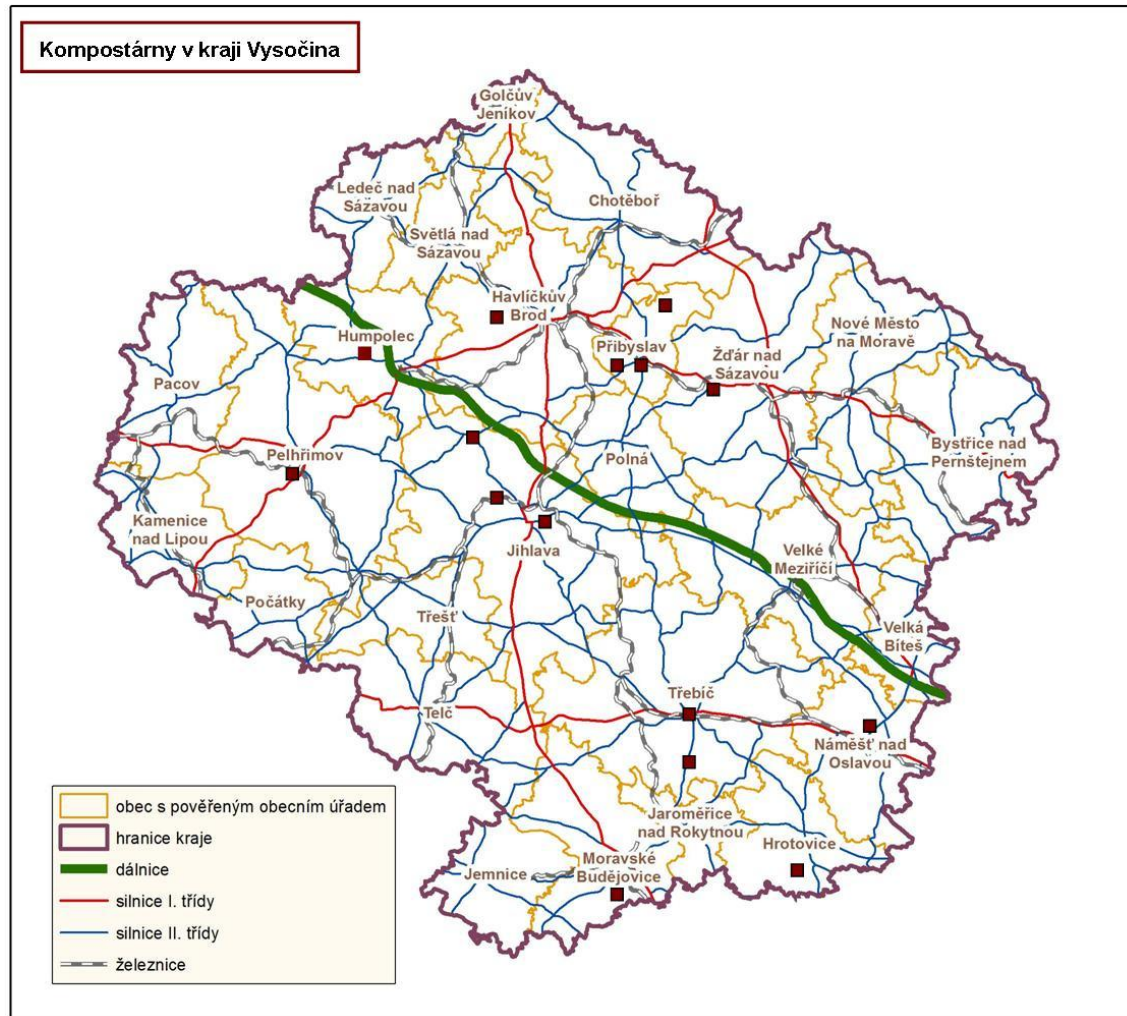 Kompostárny v kraji Vysočina
Golčův
Jeníkov
Ledeč nad
Sázavou
Chotěboř
Světlá nad
Sázavou
Havlíčkův
Brod
Humpolec
Přibyslav
Nové Město
na Moravě
Žďár nad
Sázavou
Pacov
Pelhřimov
Polná
Bystřice nad
Pernštejnem
Kamenice
nad Lipou
Jihlava
Velké
Meziříčí
Počátky
Třešť
Velká
Bíteš
Telč
Třebíč
Náměšť nad
Oslavou
Jaroměřice
nad Rokytnou
Hrotovice
Moravské
Budějovice
Jemnice
obec s pověřeným obecním úřadem
hranice kraje
dálnice
silnice I. třídy
silnice II. třídy
železnice